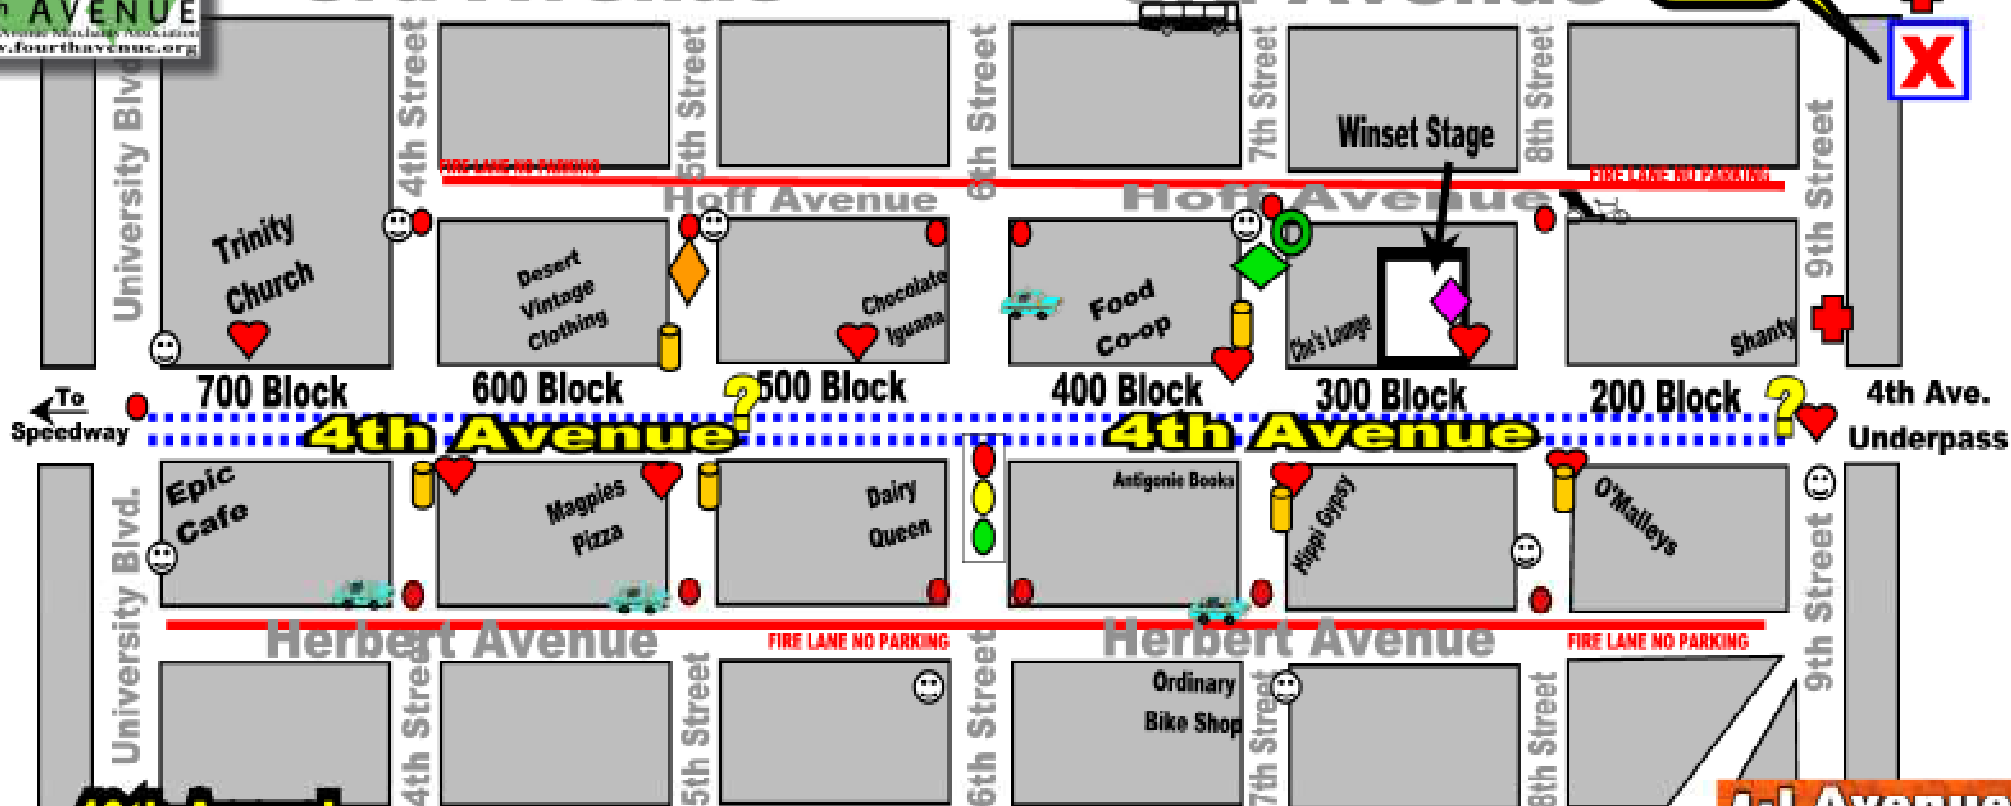 AVENUE
www.fourthavenue.org
Avenue
X
University Blvd
4th Street
5th Street
6th Street
7th Street
8th Street
9th Street
Winset Stage
FIRE LANE NO PARKING
FIRE LANE NO PARKING
Hoff Avenue
Hoff Avenue
Trinity
Church
Desert
Vintage
Clothing
Chocolate
Iguana
Food
Co-op
Che's Lounge
Shanty
700 Block
600 Block
500 Block
400 Block
300 Block
200 Block
To
Speedway
4th Avenue
?
4th Avenue
?
4th Ave.
Underpass
Epic
Cafe
Magpies
Pizza
Dairy
Queen
Antigonie Books
Hippi Gypsy
O'Malleys
University Blvd.
9th Street
Herbert Avenue
FIRE LANE NO PARKING
Herbert Avenue
FIRE LANE NO PARKING
4th Street
5th Street
6th Street
Ordinary
Bike Shop
7th Street
8th Street
Avenue